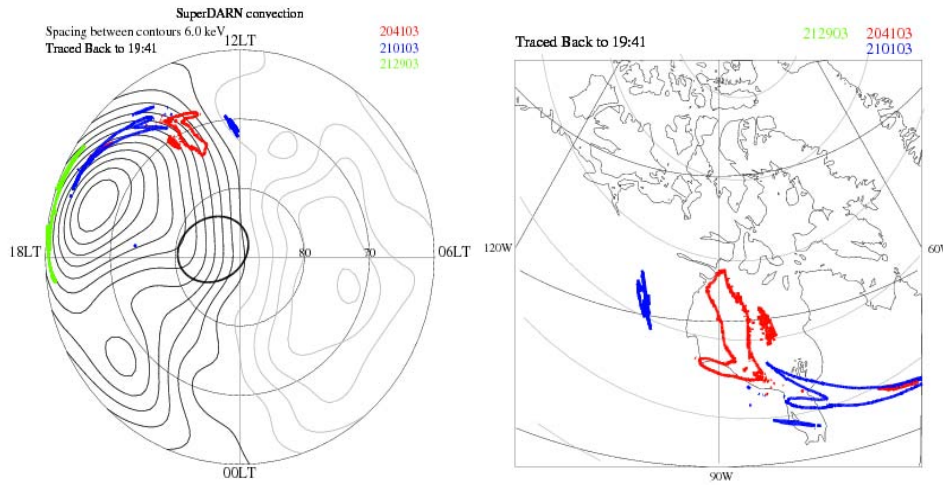 SuperDARN convection
Spacing between contours 6.0 keV
Traced Back to 19:41
204103
210103
212903
12LT
18LT
80
70
06LT
00LT
Traced Back to 19:41
212903
204103
210103
120W
60W
90W